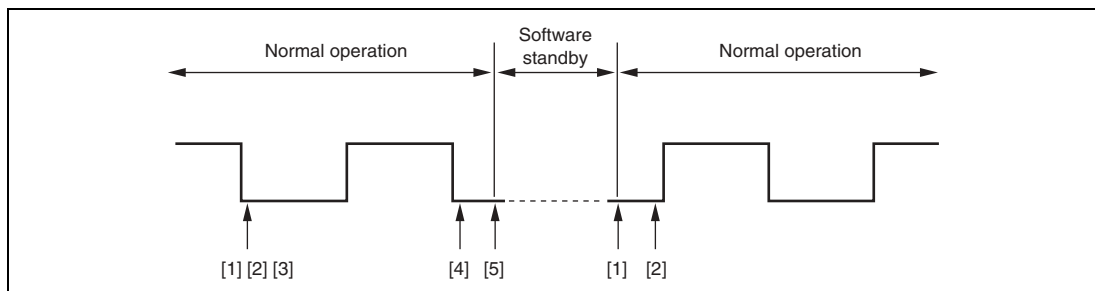 Normal operation
Software
standby
Normal operation
[1] [2] [3]
[4]
[5]
[1]
[2]